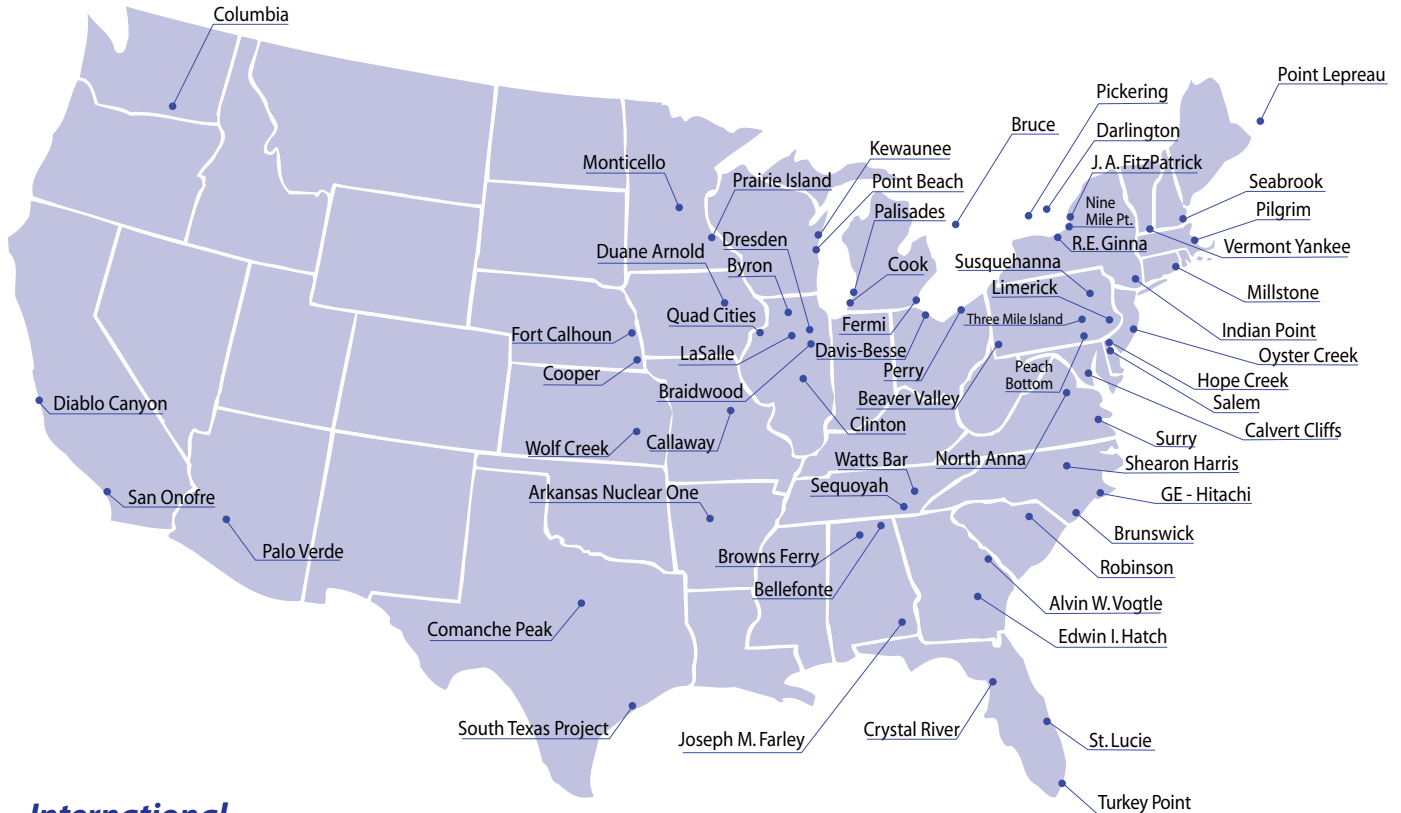 Columbia
Point Lepreau
Pickering
Bruce
Darlington
Kewaunee
Monticello
J. A. FitzPatrick
Prairie Island
Point Beach
Seabrook
Palisades
Nine
Mile Pt.
Pilgrim
Duane Arnold
Dresden
R.E. Ginna
Vermont Yankee
Byron
Cook
Susquehanna
Limerick
Millstone
Quad Cities
Fermi
Three Mile Island
Indian Point
Fort Calhoun
LaSalle
Davis-Besse
Oyster Creek
Cooper
Perry
Peach
Bottom
Hope Creek
Braidwood
Beaver Valley
Salem
Diablo Canyon
Clinton
Calvert Cliffs
Wolf Creek
Callaway
Surry
Watts Bar
North Anna
Shearon Harris
Sequoyah
Arkansas Nuclear One
San Onofre
GE - Hitachi
Brunswick
Palo Verde
Browns Ferry
Robinson
Bellefonte
Alvin W. Vogtle
Comanche Peak
Edwin I. Hatch
South Texas Project
Joseph M. Farley
Crystal River
St. Lucie
Turkey Point
International